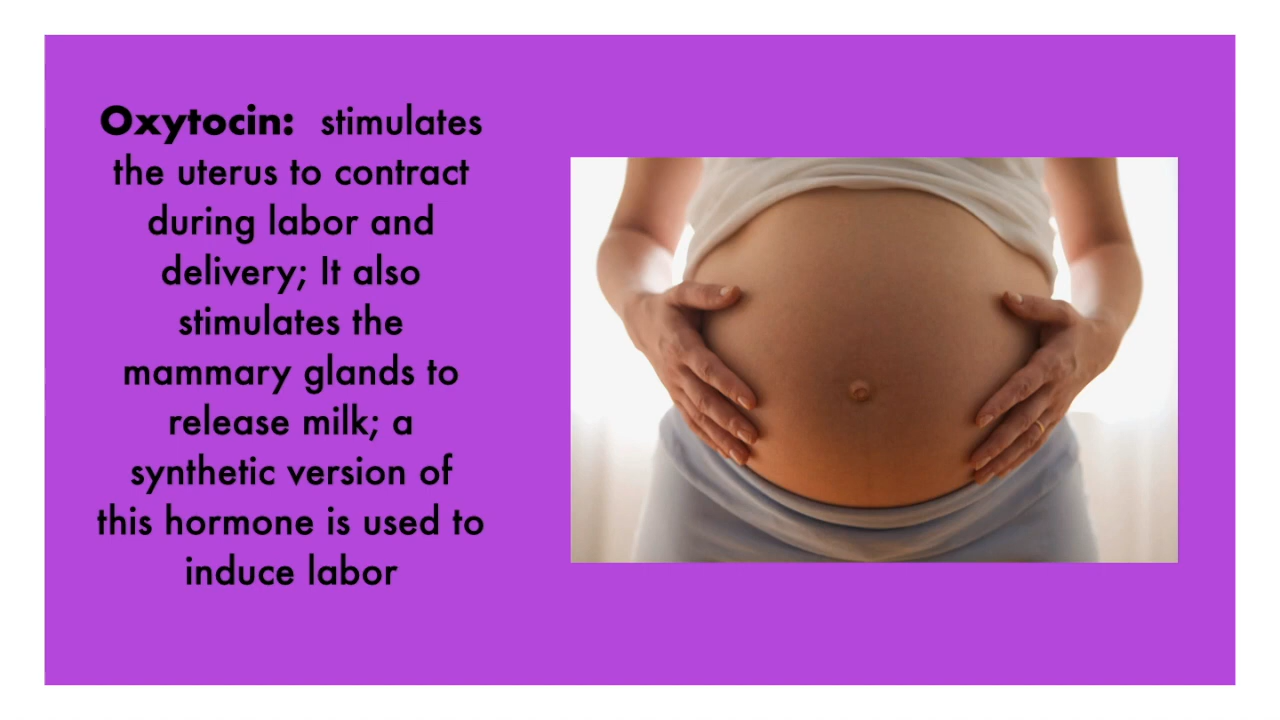 Oxytocin: stimulates
the uterus to contract
during labor and
delivery; It also
stimulates the
mammary glands to
release milk; a
synthetic version of
this hormone is used to
induce labor